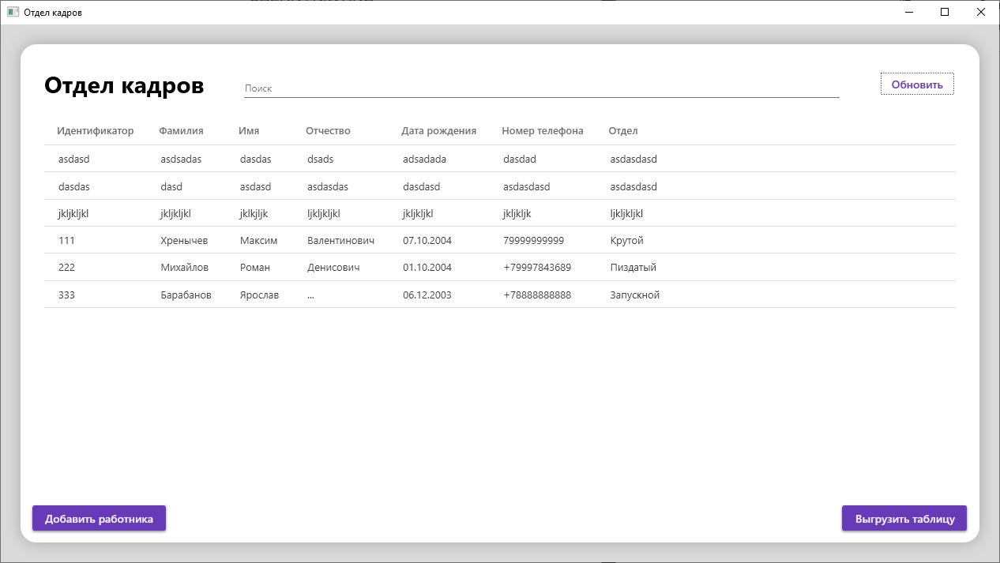 Отдел кадров
Отдел кадров
Поиск
Обновить
Идентификатор Фамилия Имя Отчество Дата рождения Номер телефона Отдел
asdasd asdsadas dasdas dsads adsadada dasdad asdasdasd
dasdas dasd asdasd asdasdas dasdasd asdasdasd asdasdasd
jkljkljkl jkljkljkl jklkjljk ljkljkljkl jkljkljkl jkljkljk ljkljkljkl
111 Хренычев Максим Валентинович 07.10.2004 79999999999 Крутой
222 Михайлов Роман Денисович 01.10.2004 +79997843689 Пиздатый
333 Барабанов Ярослав ... 06.12.2003 +78888888888 Запускной
Добавить работника
Выгрузить таблицу